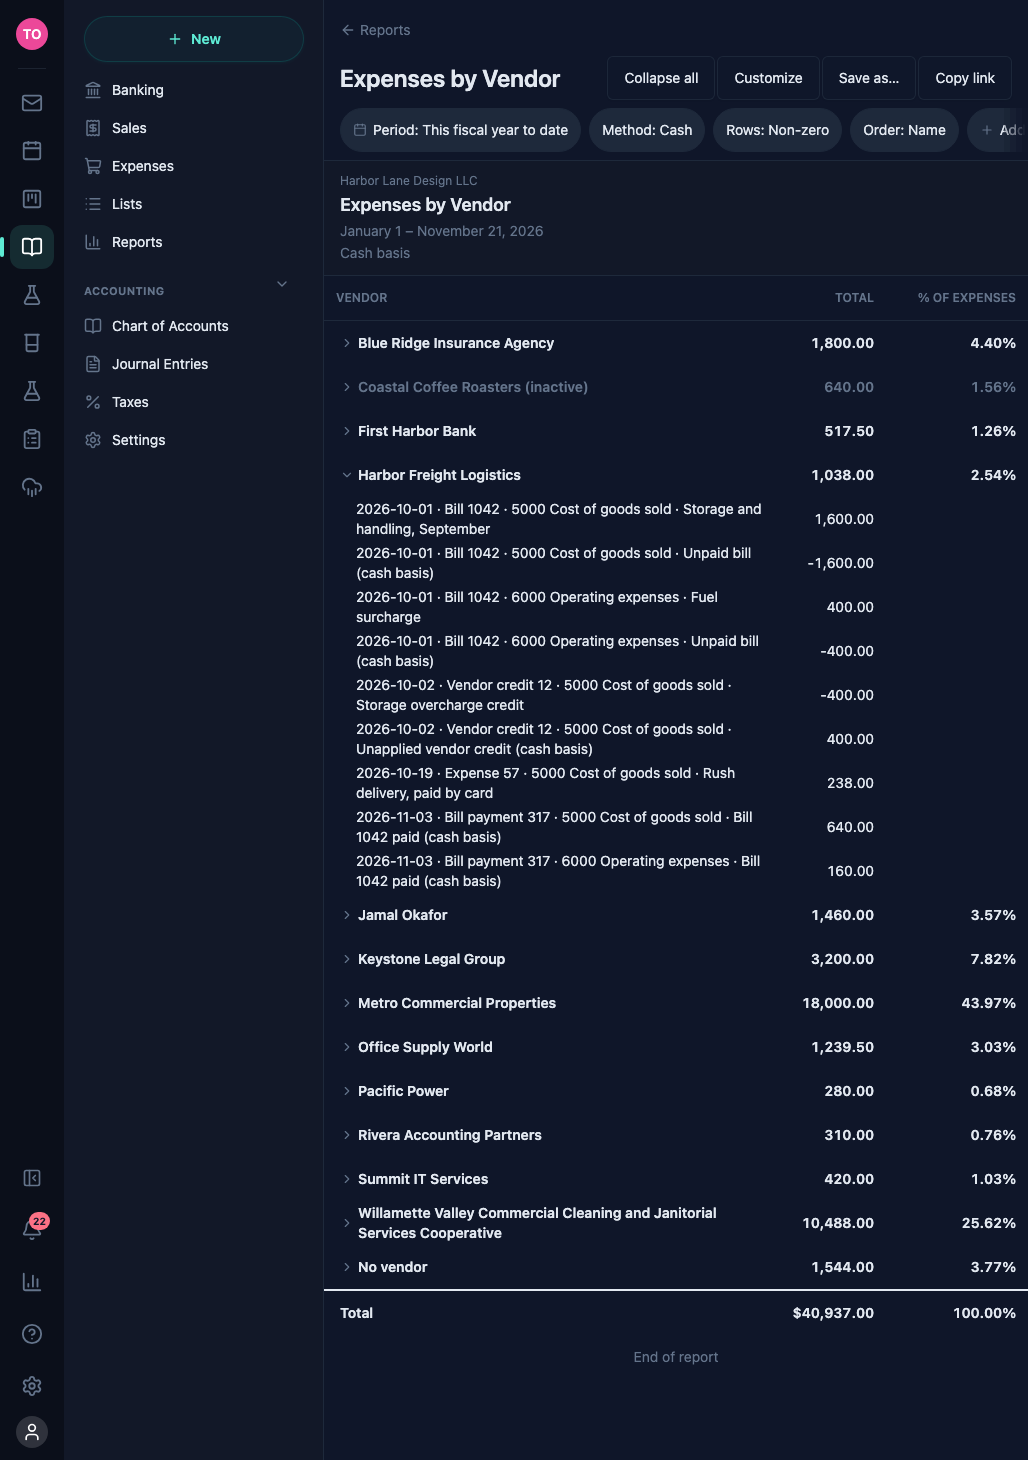 TO
New
Banking
Sales
Expenses
Lists
Reports
ACCOUNTING
Chart of Accounts
Journal Entries
Taxes
Settings
22
Reports
Expenses by Vendor
Collapse all
Customize
Save as...
Copy link
Period: This fiscal year to date
Method: Cash
Rows: Non-zero
Order: Name
Harbor Lane Design LLC
Expenses by Vendor
January 1 – November 21, 2026
Cash basis
VENDOR TOTAL % OF EXPENSES
Blue Ridge Insurance Agency 1,800.00 4.40%
Coastal Coffee Roasters (inactive) 640.00 1.56%
First Harbor Bank 517.50 1.26%
Harbor Freight Logistics 1,038.00 2.54%
2026-10-01 · Bill 1042 · 5000 Cost of goods sold · Storage and
handling, September 1,600.00
2026-10-01 · Bill 1042 · 5000 Cost of goods sold · Unpaid bill
(cash basis) -1,600.00
2026-10-01 · Bill 1042 · 6000 Operating expenses · Fuel
surcharge 400.00
2026-10-01 · Bill 1042 · 6000 Operating expenses · Unpaid bill
(cash basis) -400.00
2026-10-02 · Vendor credit 12 · 5000 Cost of goods sold ·
Storage overcharge credit -400.00
2026-10-02 · Vendor credit 12 · 5000 Cost of goods sold ·
Unapplied vendor credit (cash basis) 400.00
2026-10-19 · Expense 57 · 5000 Cost of goods sold · Rush
delivery, paid by card 238.00
2026-11-03 · Bill payment 317 · 5000 Cost of goods sold · Bill
1042 paid (cash basis) 640.00
2026-11-03 · Bill payment 317 · 6000 Operating expenses · Bill
1042 paid (cash basis) 160.00
Jamal Okafor 1,460.00 3.57%
Keystone Legal Group 3,200.00 7.82%
Metro Commercial Properties 18,000.00 43.97%
Office Supply World 1,239.50 3.03%
Pacific Power 280.00 0.68%
Rivera Accounting Partners 310.00 0.76%
Summit IT Services 420.00 1.03%
Willamette Valley Commercial Cleaning and Janitorial
Services Cooperative 10,488.00 25.62%
No vendor 1,544.00 3.77%
Total $40,937.00 100.00%
End of report